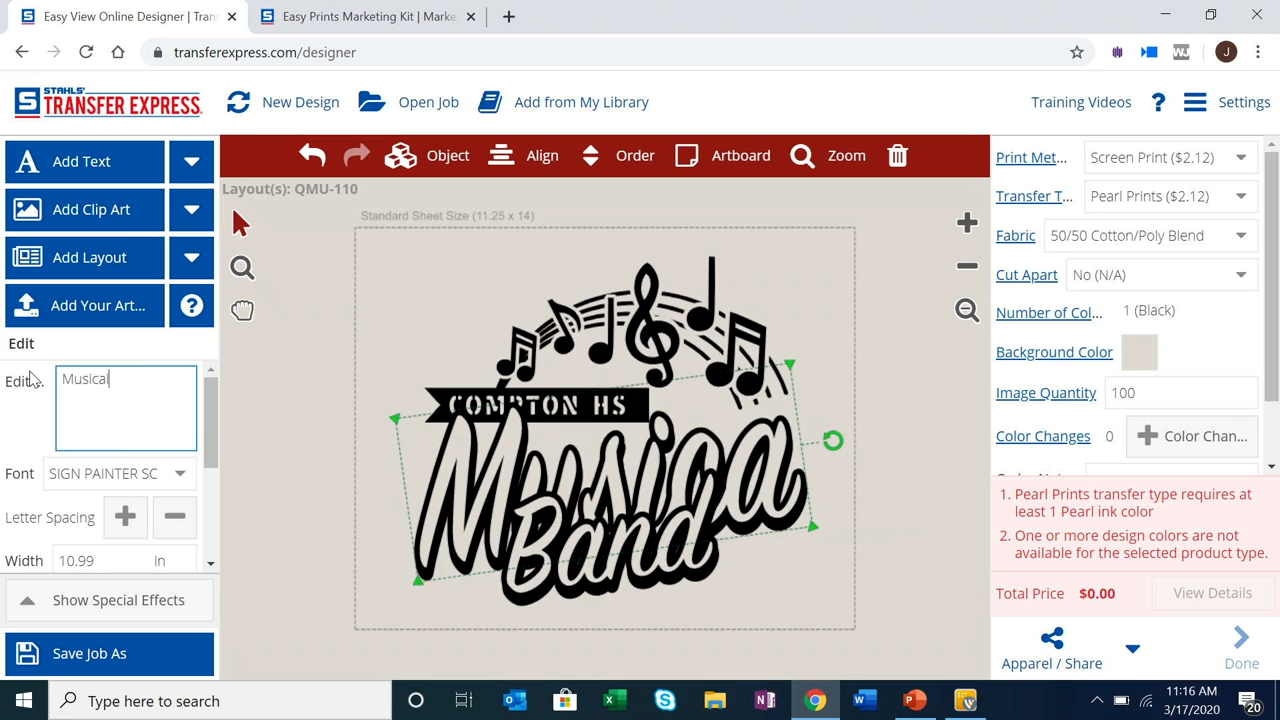 Easy View Online Designer | Tran
Easy Prints Marketing Kit | Marke
transferexpress.com/designer
WJ
J
S STAHLS'
TRANSFER EXPRESS.
New Design
Open Job
Add from My Library
Training Videos
?
Settings
A Add Text
Add Clip Art
Add Layout
Add Your Art...
?
Edit
Edit...
Musical
Font
SIGN PAINTER SC
Letter Spacing
Width
10.99
in
Show Special Effects
Save Job As
Object
Align
Order
Artboard
Zoom
Layout(s): QMU-110
Standard Sheet Size (11.25 x 14)
COMPTON HS
Musica
Band
Print Met...
Screen Print ($2.12)
Transfer T...
Pearl Prints ($2.12)
Fabric
50/50 Cotton/Poly Blend
Cut Apart
No (N/A)
Number of Col...
1 (Black)
Background Color
Image Quantity
100
Color Changes
0
Color Chan...
1. Pearl Prints transfer type requires at
least 1 Pearl ink color
2. One or more design colors are not
available for the selected product type.
Total Price
$0.00
View Details
Apparel / Share
Done
Type here to search
11:16 AM
3/17/2020
20